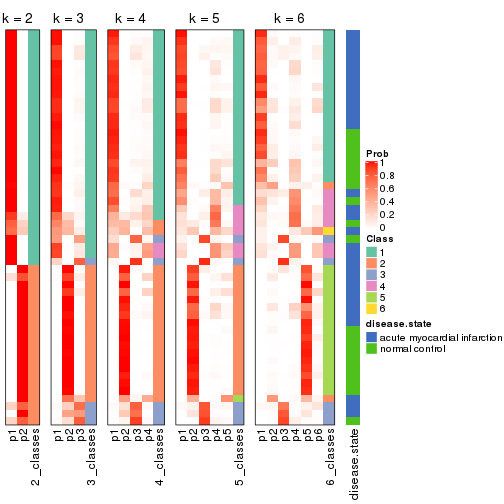 k = 2 k = 3 k = 4 k = 5 k = 6
Prob
1
0.8
0.6
0.4
0.2
0
Class
1
2
3
4
5
6
disease.state
acute myocardial infarction
normal control
p1 p2 2_classes
p1 p2 p3 3_classes
p1 p2 p3 p4 4_classes
p1 p2 p3 p4 p5 5_classes
p1 p2 p3 p4 p5 p6 6_classes
disease.state